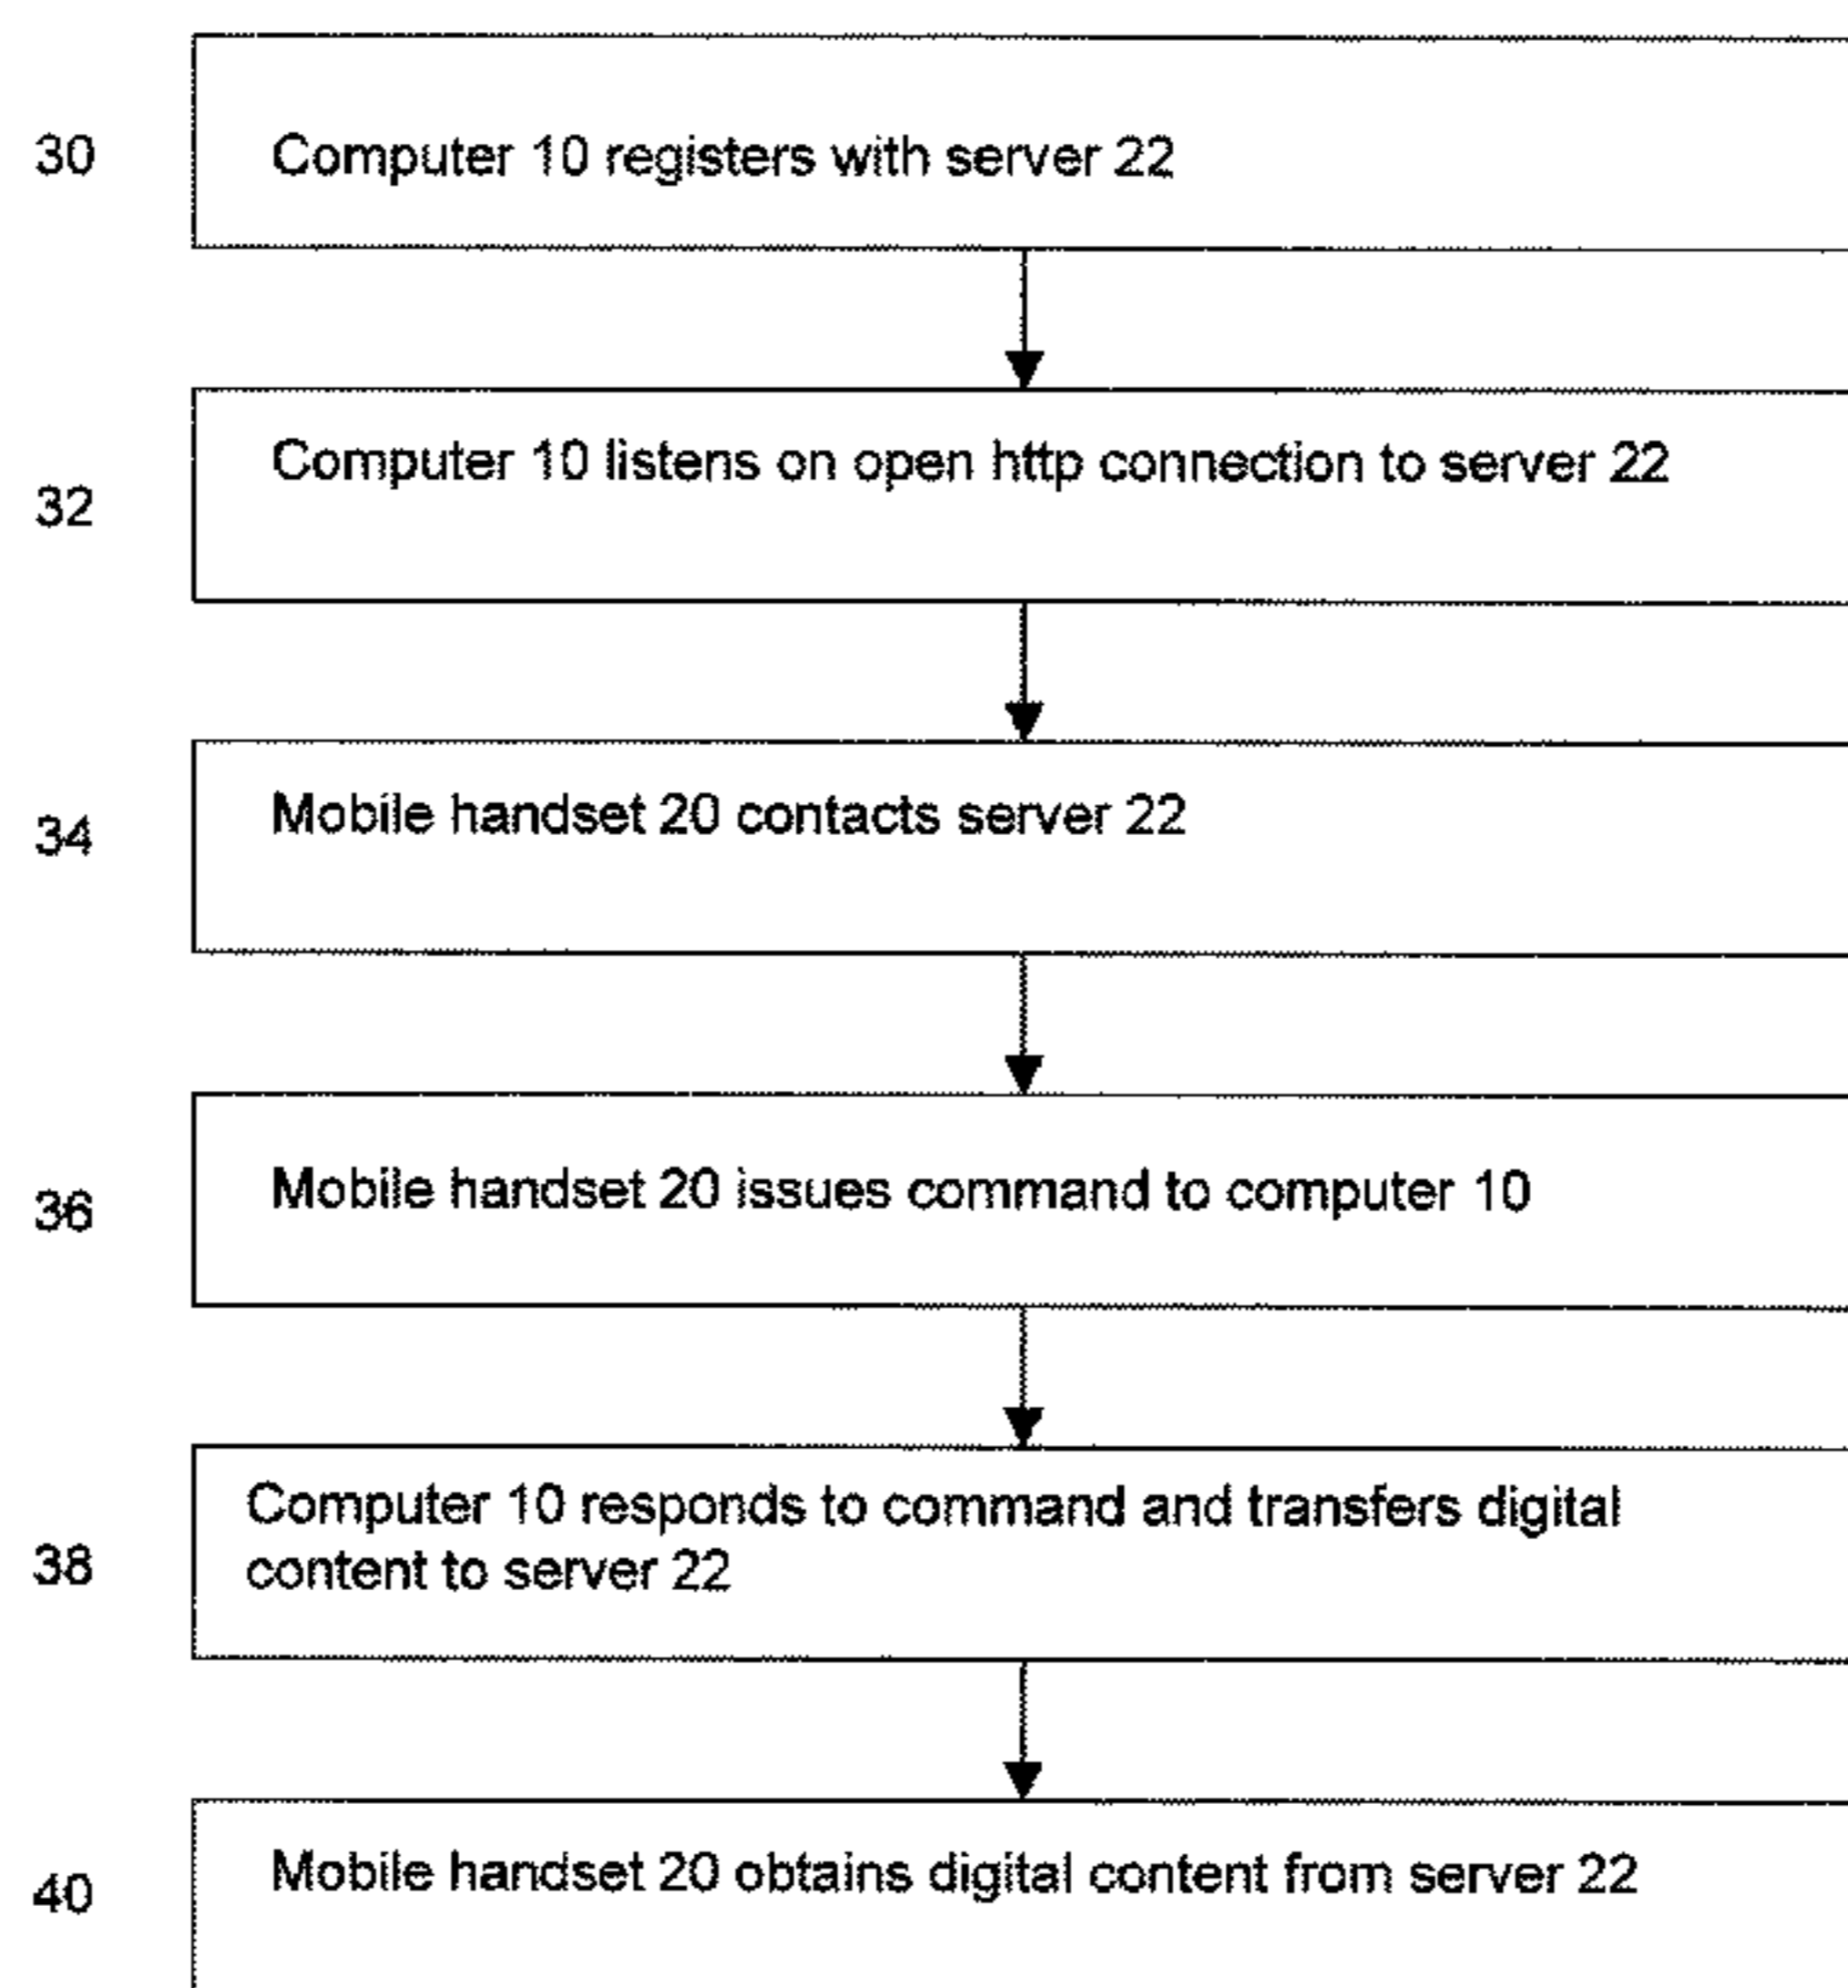 30
Computer 10 registers with server 22
32
Computer 10 listens on open http connection to server 22
34
Mobile handset 20 contacts server 22
36
Mobile handset 20 issues command to computer 10
38
Computer 10 responds to command and transfers digital
content to server 22
40
Mobile handset 20 obtains digital content from server 22